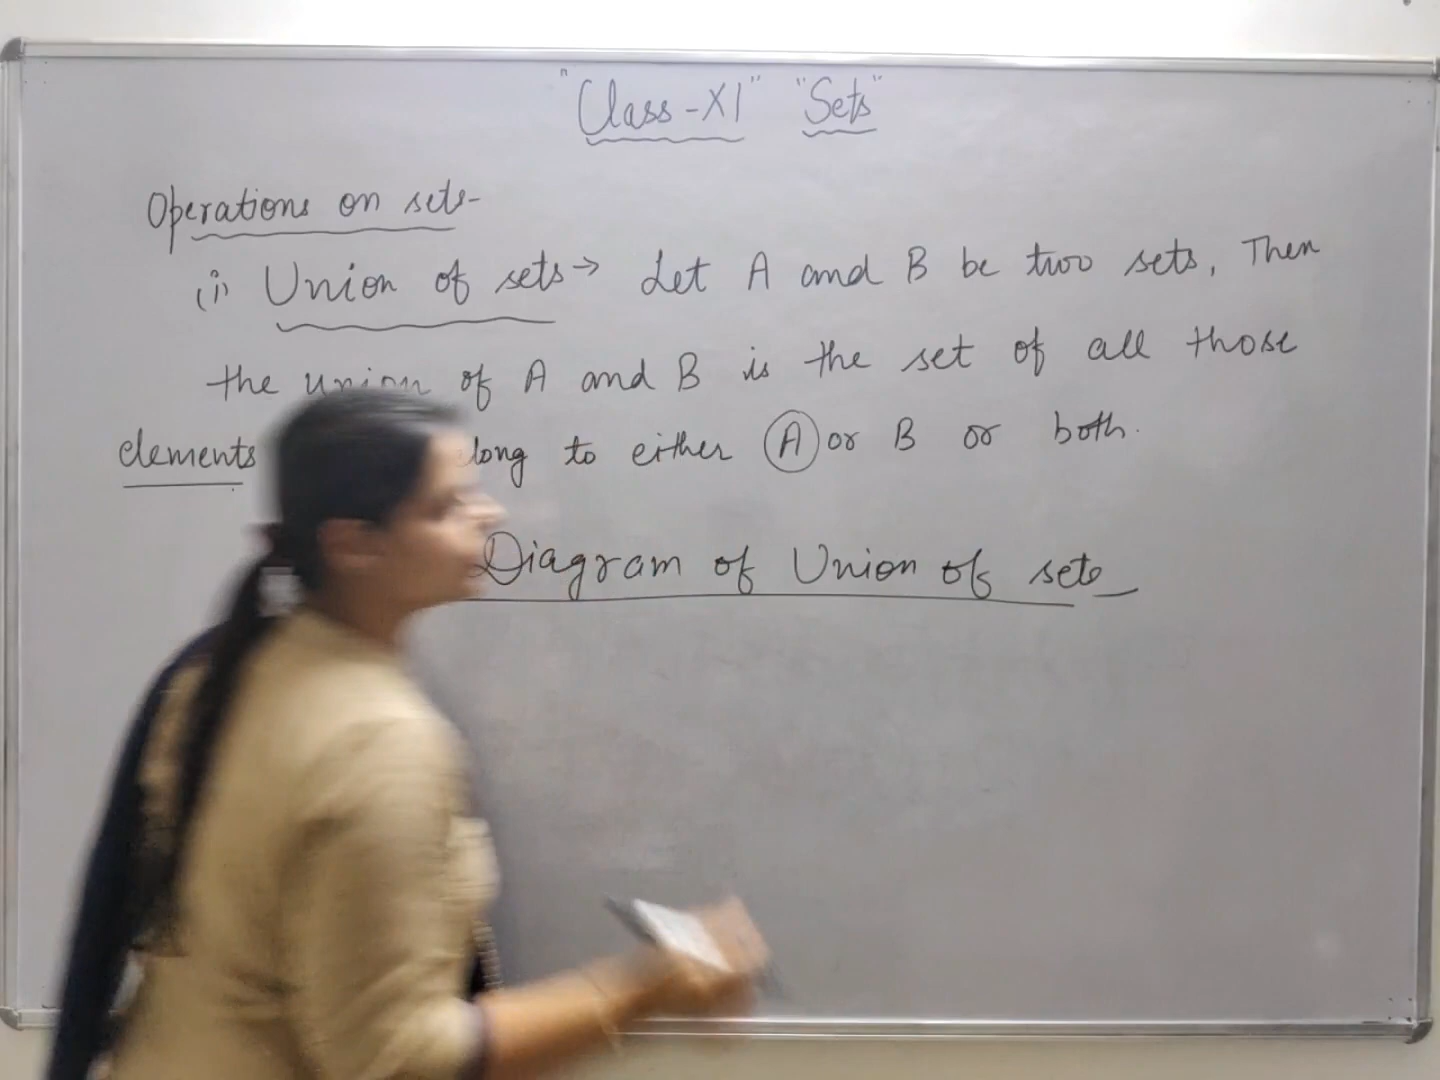 "Class-XI" "Sets"
Operations on sets-
(i) Union of sets→ Let A and B be two sets, Then
the union of A and B is the set of all those
elements to either A or B or both.
Diagram of Union of sets